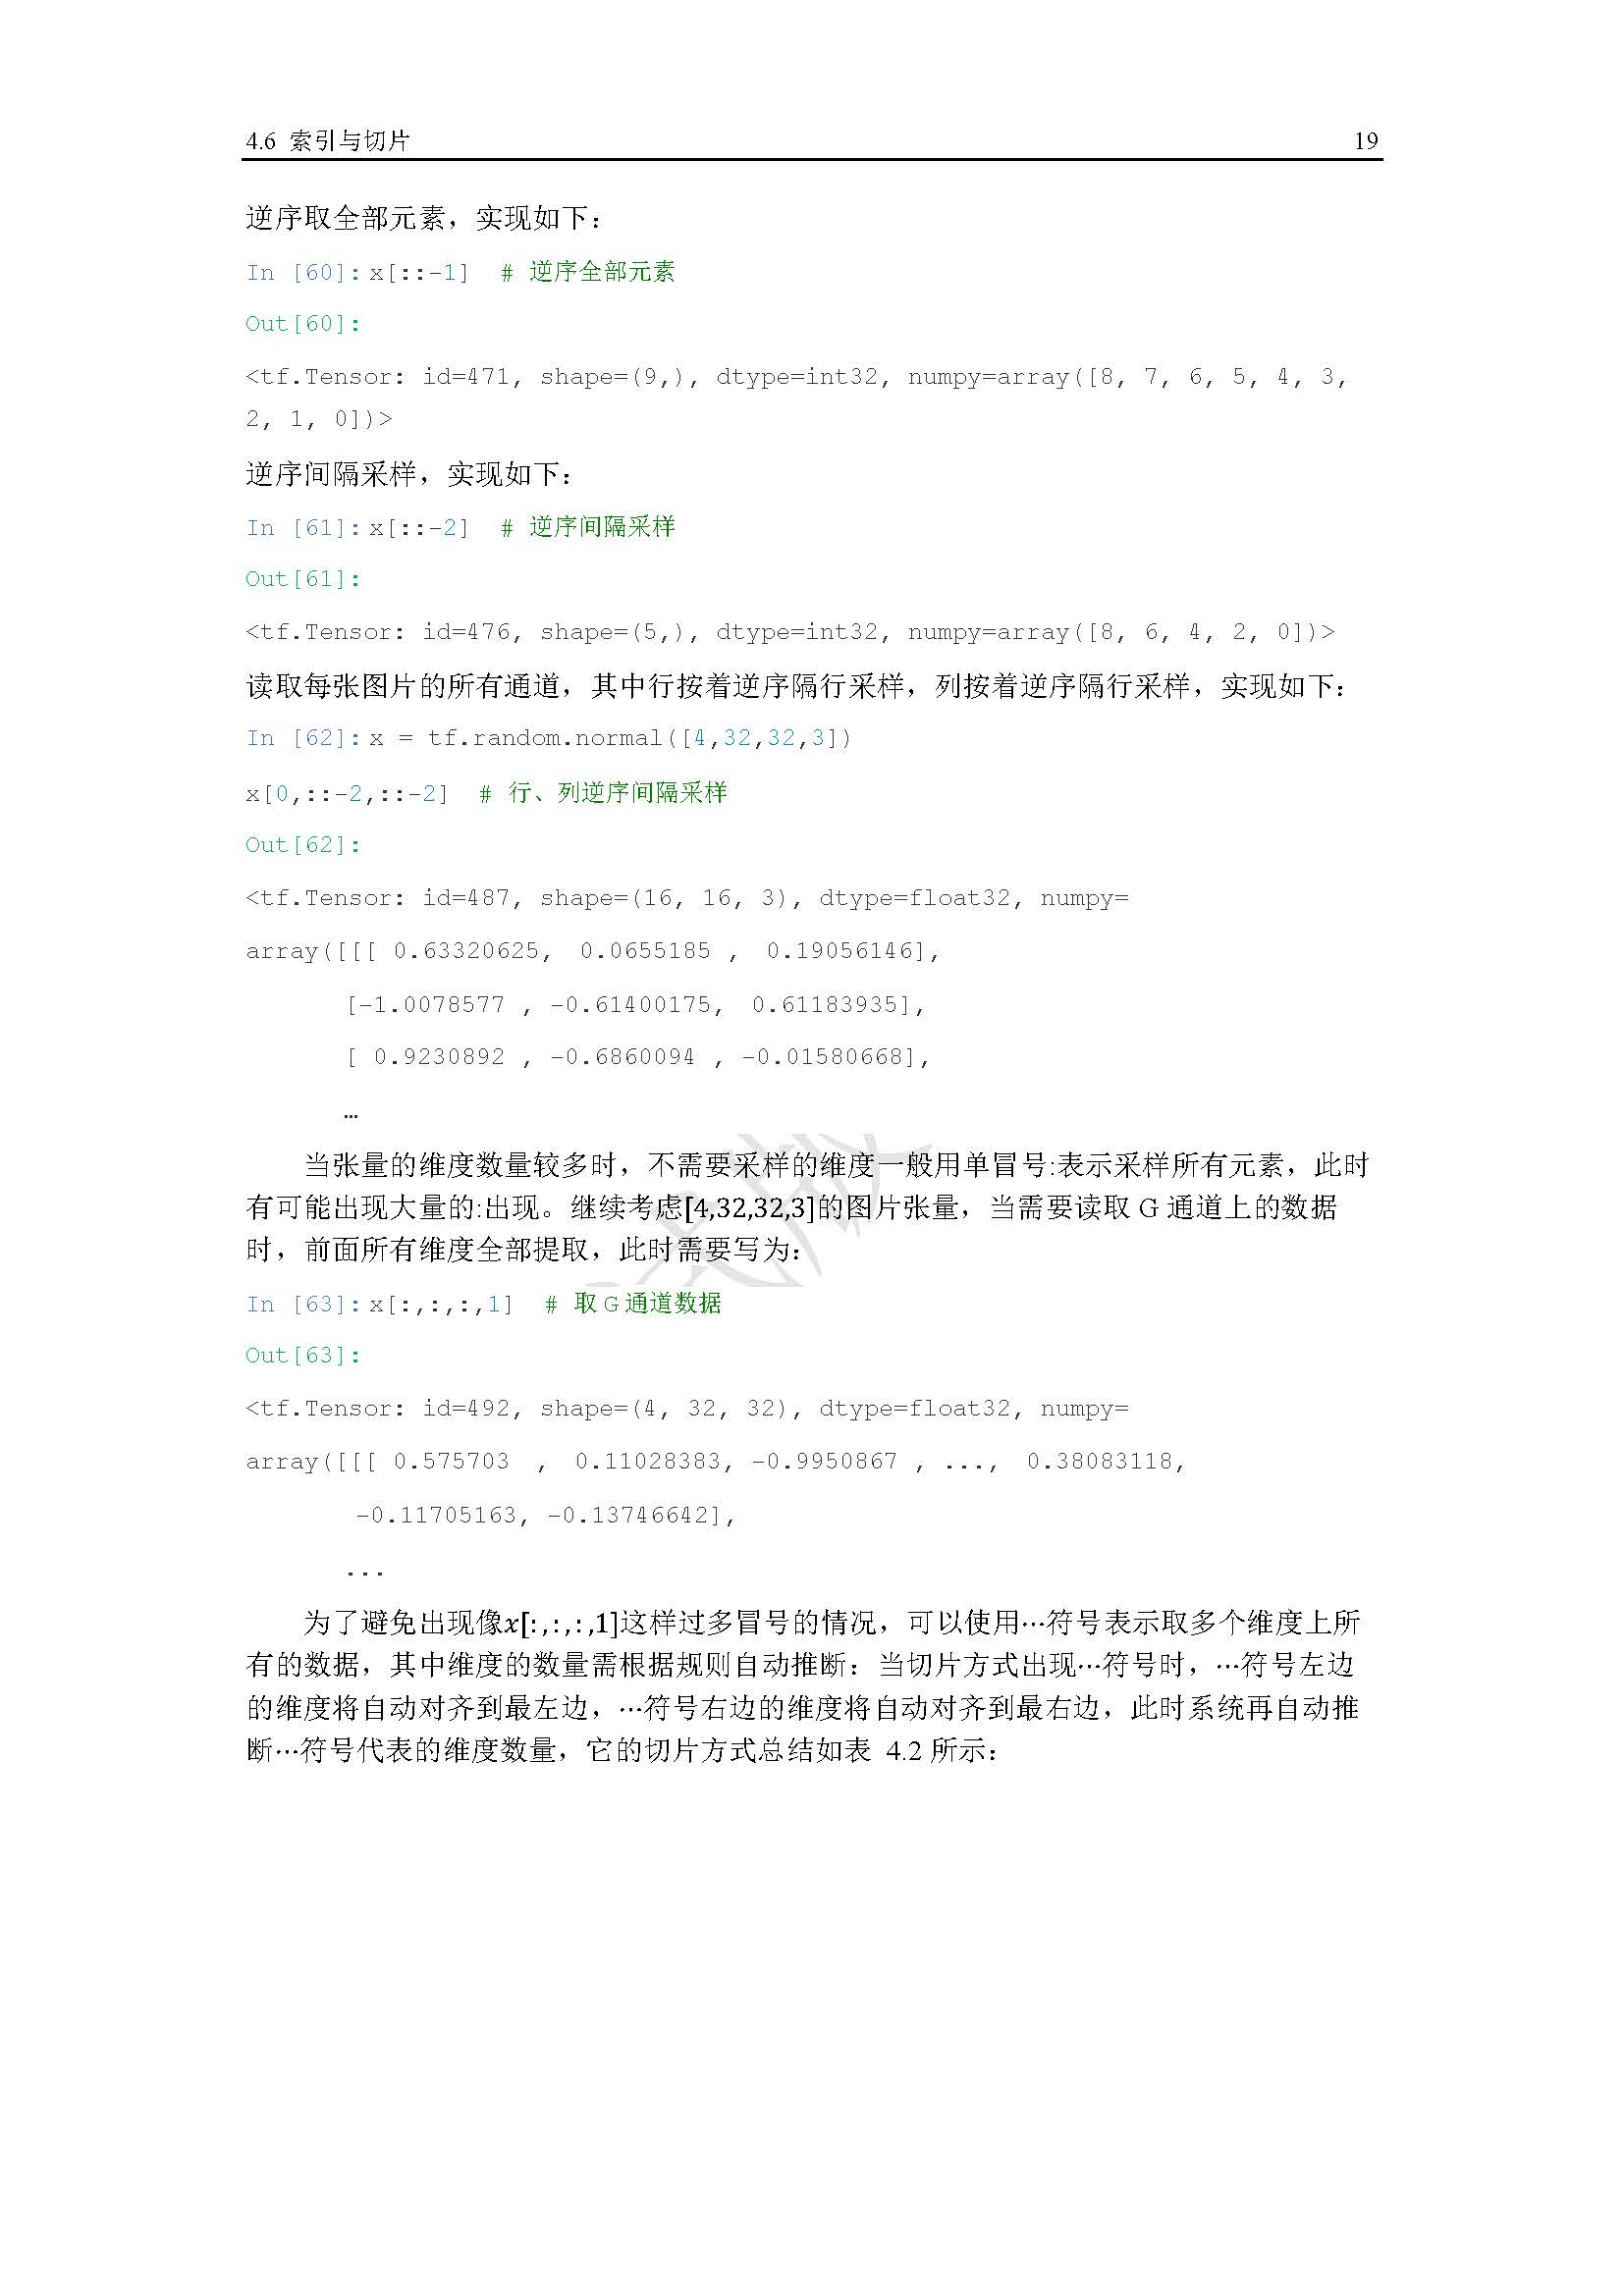 4.6 索引与切片 19
逆序取全部元素，实现如下：
In [60]: x[::-1]  # 逆序全部元素
Out[60]:
<tf.Tensor: id=471, shape=(9,), dtype=int32, numpy=array([8, 7, 6, 5, 4, 3,
2, 1, 0])>
逆序间隔采样，实现如下：
In [61]: x[::-2]  # 逆序间隔采样
Out[61]:
<tf.Tensor: id=476, shape=(5,), dtype=int32, numpy=array([8, 6, 4, 2, 0])>
读取每张图片的所有通道，其中行按着逆序隔行采样，列按着逆序隔行采样，实现如下：
In [62]: x = tf.random.normal([4,32,32,3])
x[0,::-2,::-2]  # 行、列逆序间隔采样
Out[62]:
<tf.Tensor: id=487, shape=(16, 16, 3), dtype=float32, numpy=
array([[[ 0.63320625,  0.0655185 ,  0.19056146],
[-1.0078577 , -0.61400175,  0.61183935],
[ 0.9230892 , -0.6860094 , -0.01580668],
…
当张量的维度数量较多时，不需要采样的维度一般用单冒号:表示采样所有元素，此时
有可能出现大量的:出现。继续考虑[4,32,32,3]的图片张量，当需要读取 G 通道上的数据
时，前面所有维度全部提取，此时需要写为：
In [63]: x[:,:,:,1]  # 取 G 通道数据
Out[63]:
<tf.Tensor: id=492, shape=(4, 32, 32), dtype=float32, numpy=
array([[[ 0.575703  ,  0.11028383, -0.9950867 , ...,  0.38083118,
-0.11705163, -0.13746642],
...
为了避免出现像x[:,:,:,1]这样过多冒号的情况，可以使用⋯符号表示取多个维度上所
有的数据，其中维度的数量需根据规则自动推断：当切片方式出现⋯符号时，⋯符号左边
的维度将自动对齐到最左边，⋯符号右边的维度将自动对齐到最右边，此时系统再自动推
断⋯符号代表的维度数量，它的切片方式总结如表 4.2 所示：